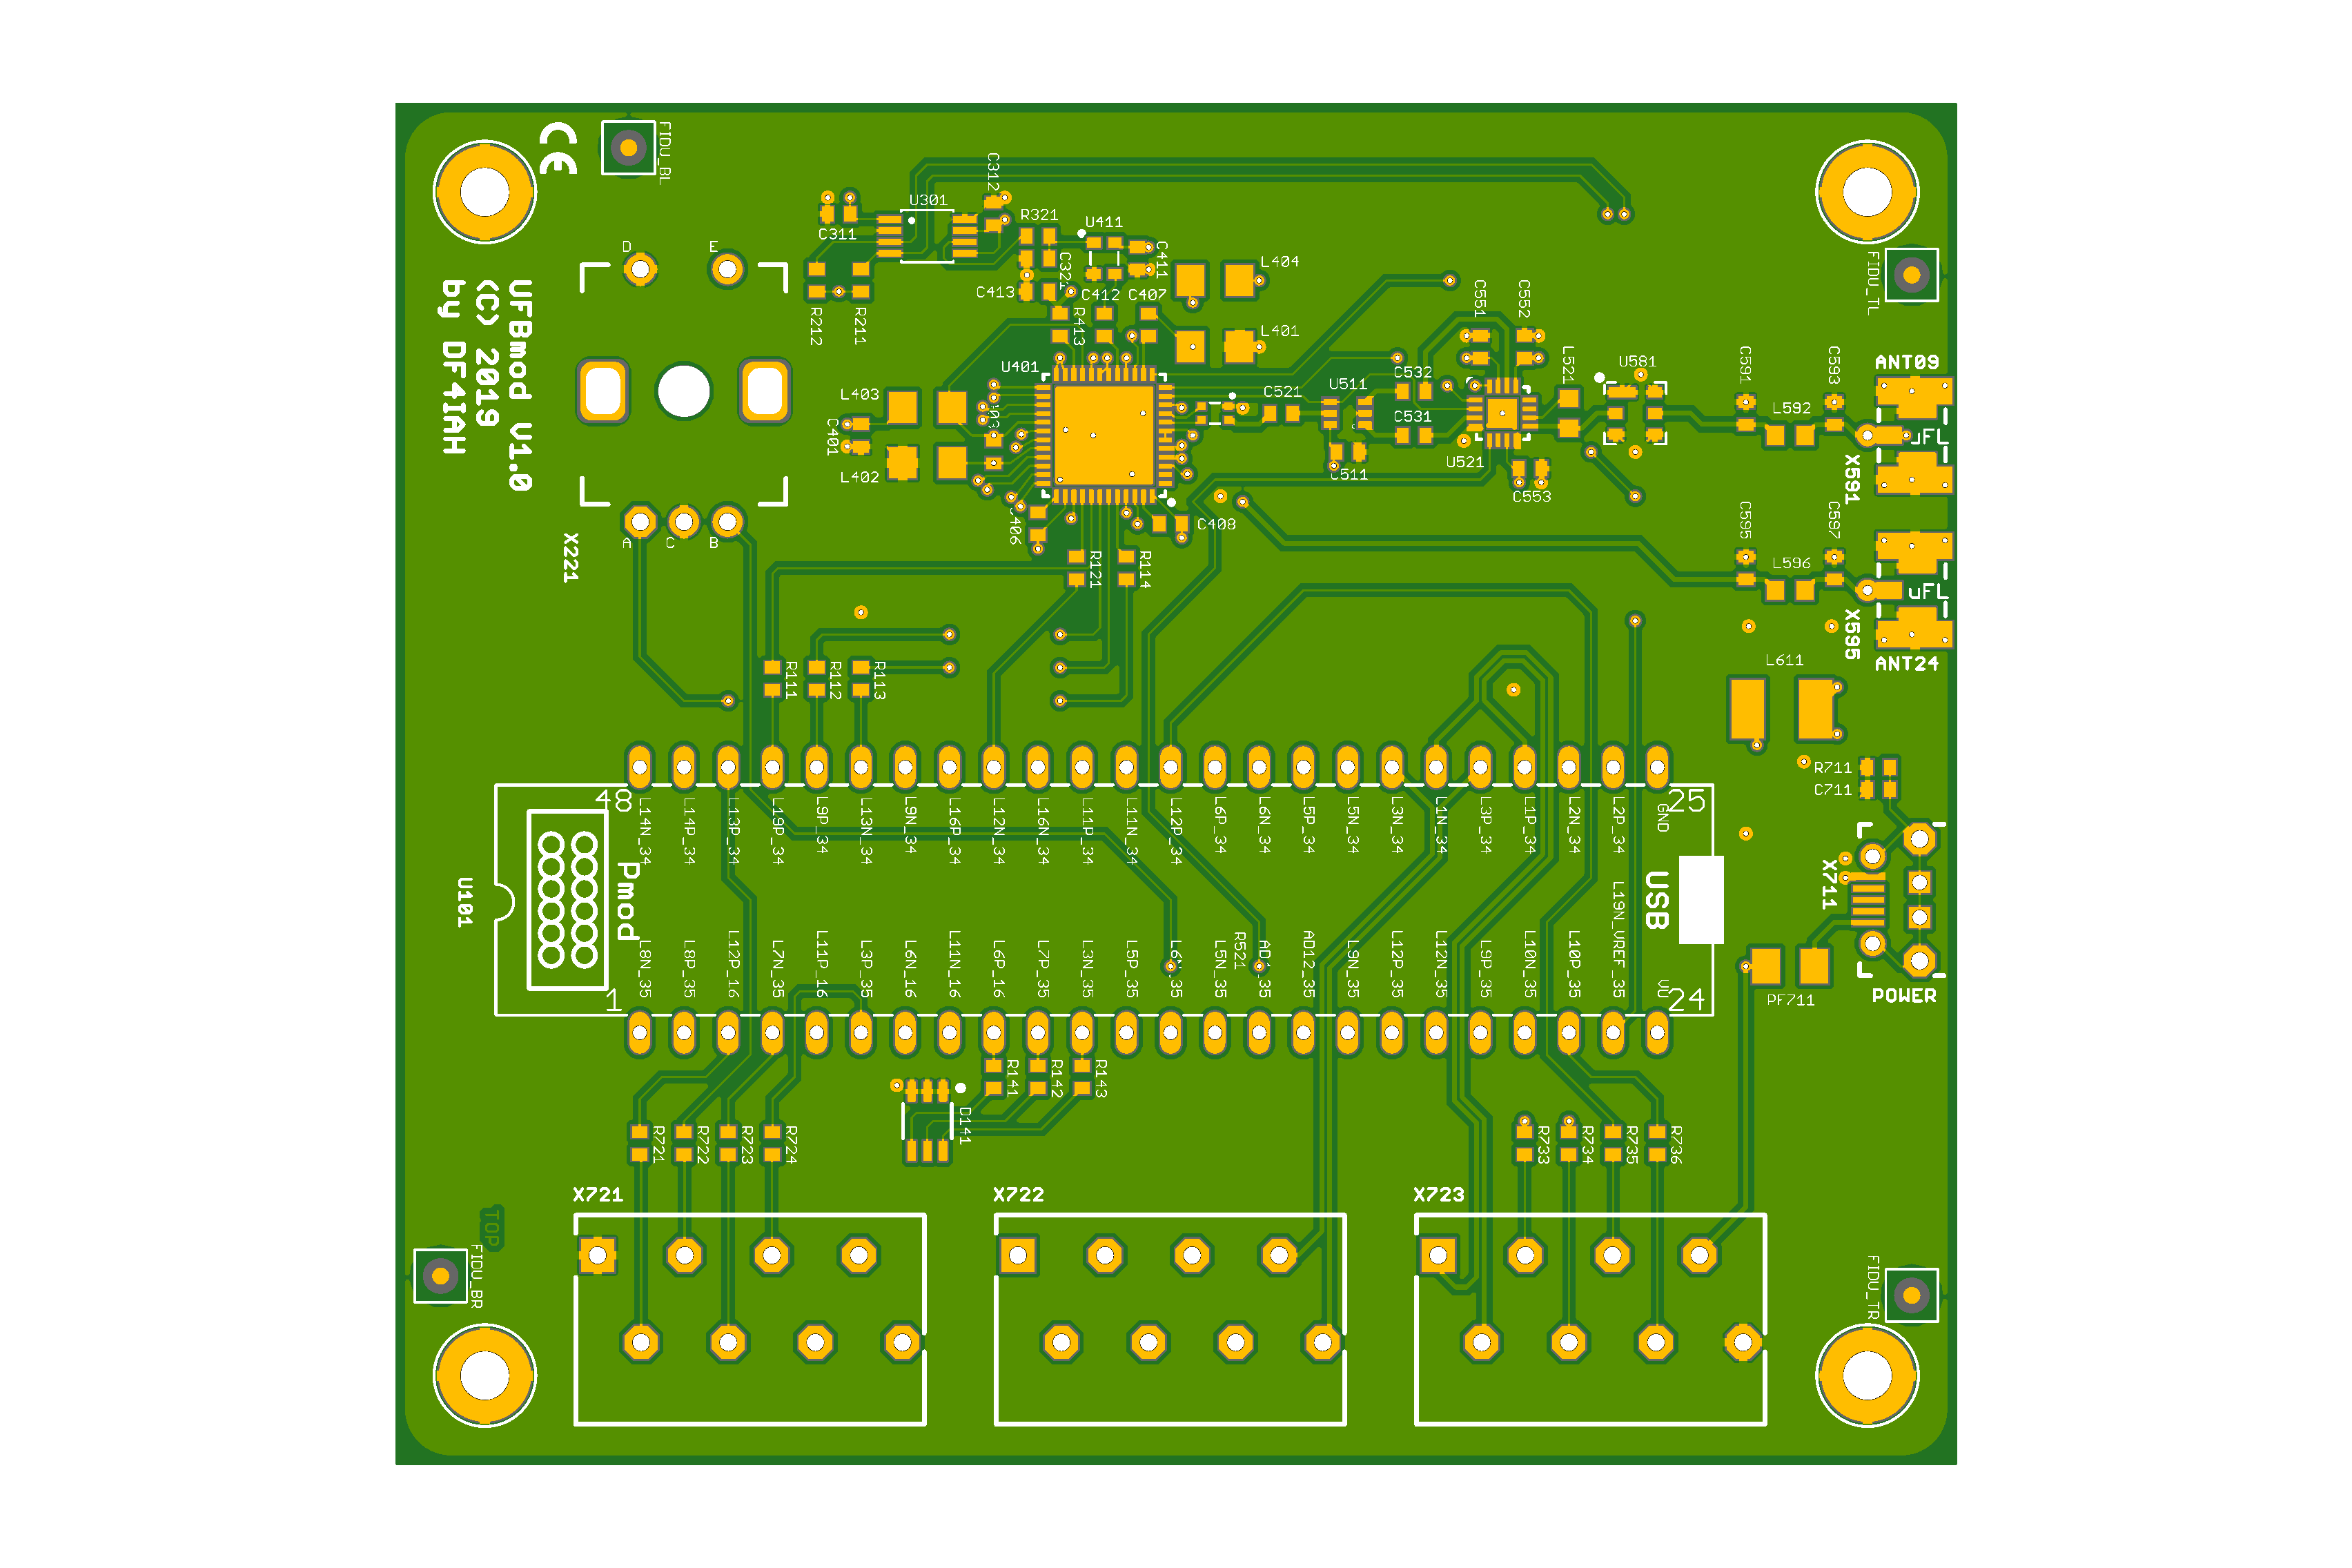 CE
FIDU_BL
C312
U301
C311
R321
U411
C411
C413
C412
C407
L404
D
E
FIDU_TL
UFBmod V1.0
(C) 2019
by DF4IAH
R212
R211
R413
L401
C551
C552
L521
U581
C591
C593
ANT09
U401
C532
U511
C521
L403
C401
L402
C531
U521
C511
C553
L592
uFL
X591
C406
C408
A
C
B
X221
R121
R114
C595
C597
L596
uFL
X595
ANT24
R111
R112
R113
L611
R711
C711
48
L14N_34
L14P_34
L13P_34
L19P_34
L9P_34
L13N_34
L9N_34
L16P_34
L12N_34
L16N_34
L11P_34
L11N_34
L12P_34
L6P_34
L6N_34
L5P_34
L5N_34
L3N_34
L1N_34
L3P_34
L1P_34
L2N_34
L2P_34
GND
25
Pmod
U101
USB
X711
POWER
1
L8N_35
L8P_35
L12P_16
L7N_35
L11P_16
L3P_35
L6N_16
L11N_16
L6P_16
L7P_35
L3N_35
L5P_35
L5N_35
R521
AD12_35
L9N_35
L12P_35
L12N_35
L9P_35
L10N_35
L10P_35
L19N_VREF_35
VU
24
PF711
R141
R142
R143
D141
R721
R722
R723
R724
R733
R734
R735
R736
X721
X722
X723
TOP
FIDU_BR
FIDU_TR